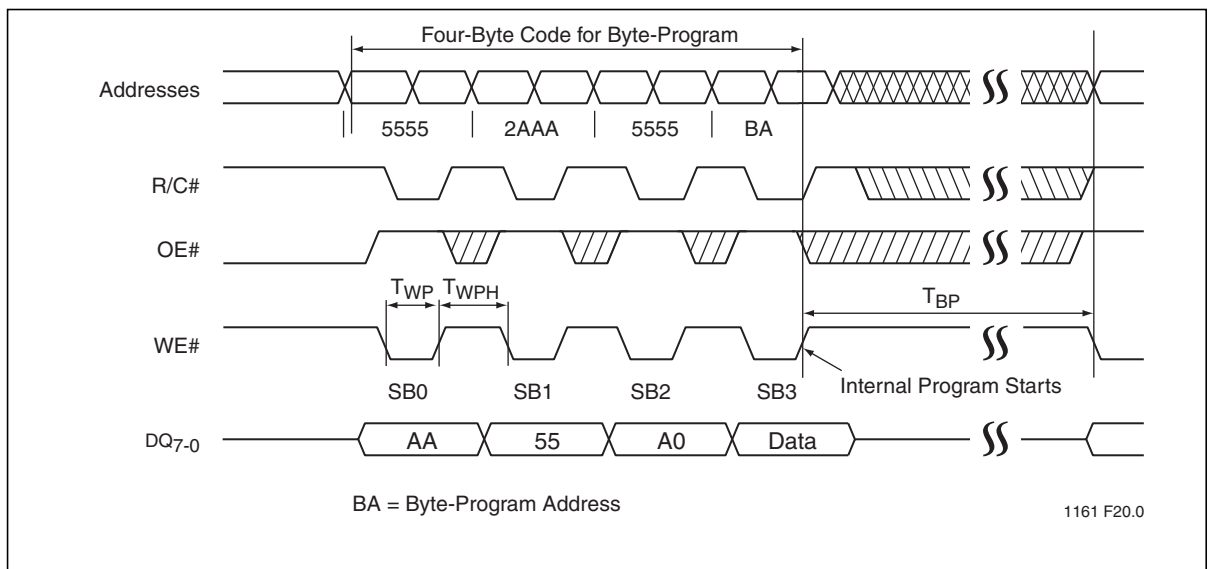 Four-Byte Code for Byte-Program
Addresses
5555 2AAA 5555 BA
R/C#
OE#
TWP TWPH TBP
WE#
Internal Program Starts
SB0 SB1 SB2 SB3
DQ7-0 AA 55 A0 Data
BA = Byte-Program Address
1161 F20.0